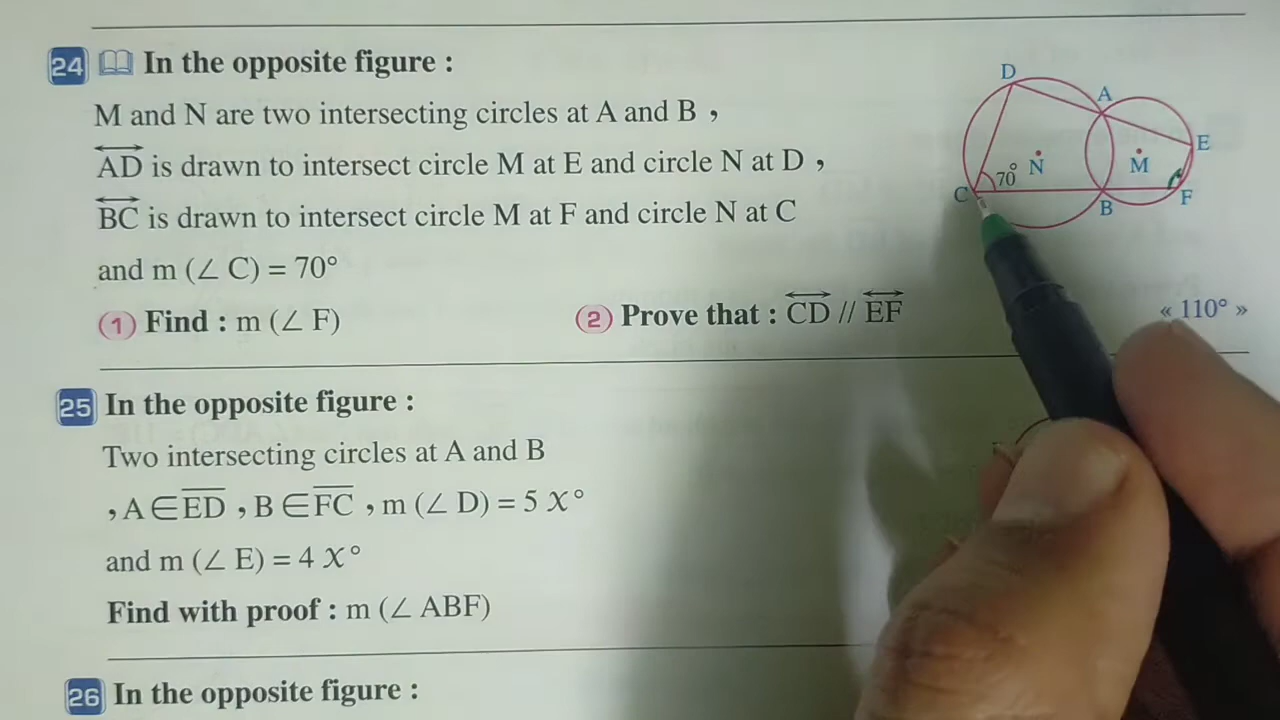 24 In the opposite figure :
M and N are two intersecting circles at A and B ,
AD is drawn to intersect circle M at E and circle N at D ,
BC is drawn to intersect circle M at F and circle N at C
and m (∠ C) = 70°
1 Find : m (∠ F) 2 Prove that : CD // EF « 110° »
D
A
E
N
M
70°
C
B
F
25 In the opposite figure :
Two intersecting circles at A and B
, A ∈ ED , B ∈ FC , m (∠ D) = 5 X°
and m (∠ E) = 4 X°
Find with proof : m (∠ ABF)
26 In the opposite figure :